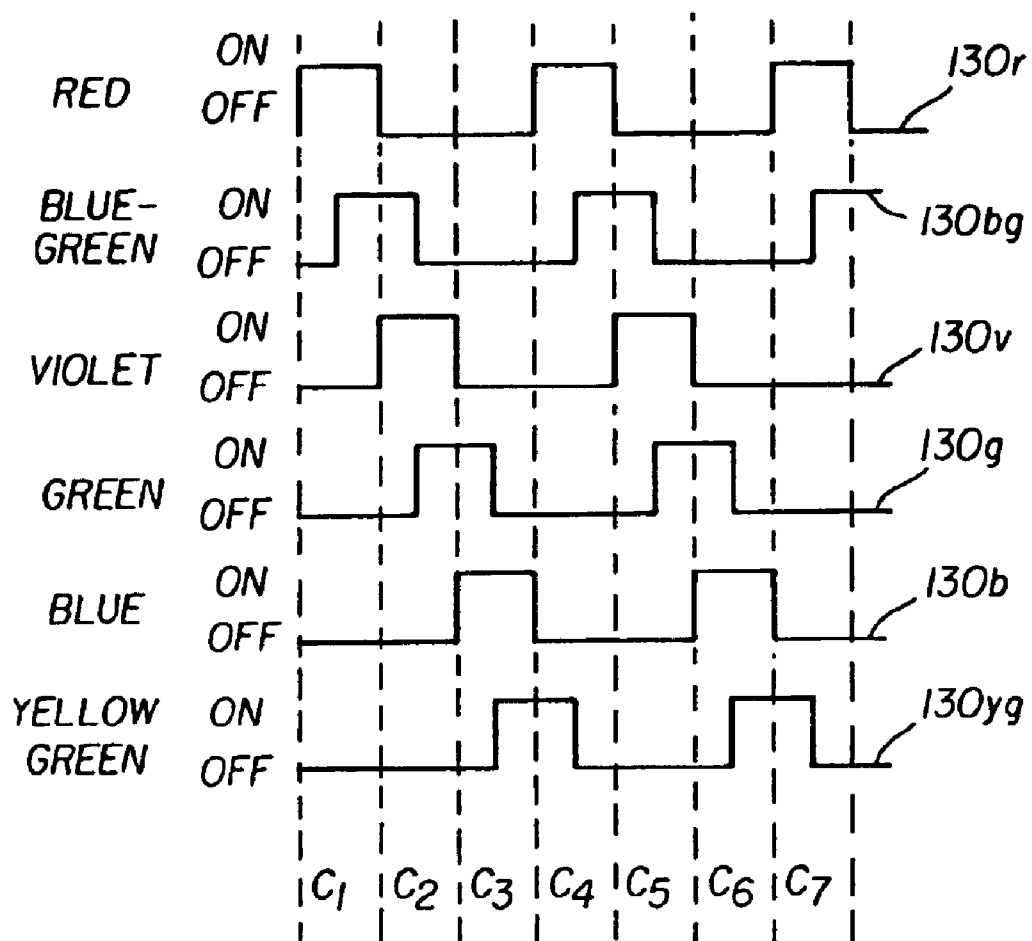 RED ON OFF 130r
BLUE-
GREEN ON OFF 130bg
VIOLET ON OFF 130v
GREEN ON OFF 130g
BLUE ON OFF 130b
YELLOW
GREEN ON OFF 130yg
C1 C2 C3 C4 C5 C6 C7